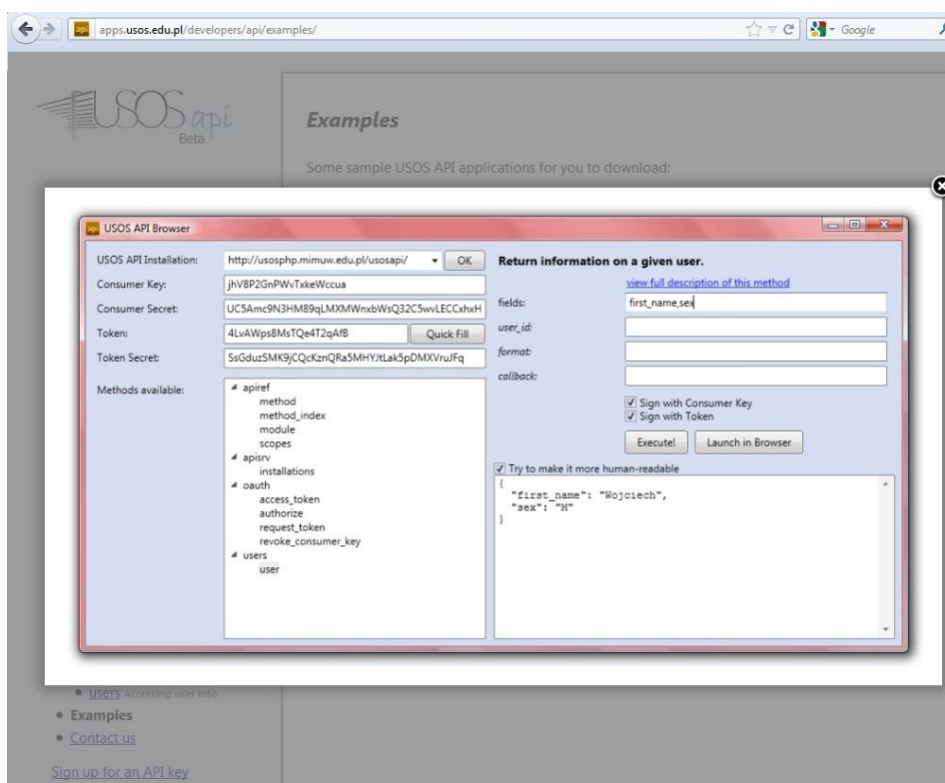 apps.usos.edu.pl/developers/api/examples/
Google
USOS api
Beta
Examples
Some sample USOS API applications for you to download:
USOS API Browser
USOS API Installation:
http://usosphp.mimuw.edu.pl/usosapi/
OK
Consumer Key:
jhV8P2GnPWvTxkeWccua
Consumer Secret:
UC5Amc9N3HM89qLMXMWnxbWsQ32C5wvLECCxhxH
Token:
4LvAWps8MsTQe4T2qAfB
Quick Fill
Token Secret:
SsGduzSMK9jCQcKznQRa5MHYJtLak5pDMXVruJFq
Methods available:
apiref
method
method_index
module
scopes
apisrv
installations
oauth
access_token
authorize
request_token
revoke_consumer_key
users
user
Return information on a given user.
view full description of this method
fields:
first_name,sex
user_id:
format:
callback:
Sign with Consumer Key
Sign with Token
Execute!
Launch in Browser
Try to make it more human-readable
{
"first_name": "Wojciech",
"sex": "M"
}
users Accessing user info
Examples
Contact us
Sign up for an API key